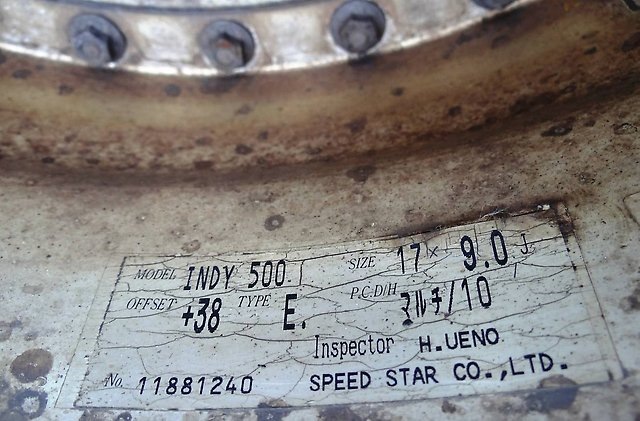 MODEL INDY 500. SIZE 17 × 9.0 J
OFFSET +38 TYPE E. P.C.D/H マルチ/10
Inspector H.UENO
No. 11881240 SPEED STAR CO.,LTD.